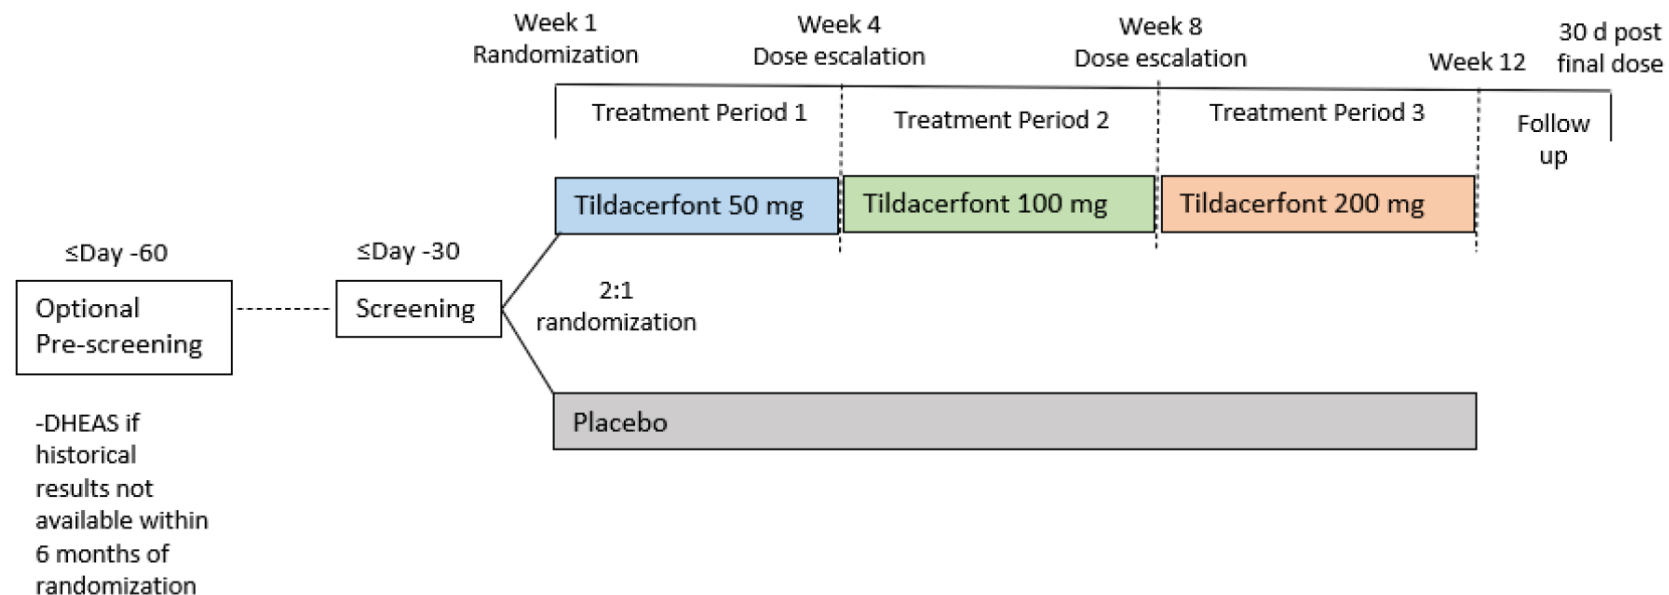 Week 1
Randomization
Week 4
Dose escalation
Week 8
Dose escalation
Week 12
30 d post
final dose
Treatment Period 1
Treatment Period 2
Treatment Period 3
Follow
up
Tildacerfont 50 mg
Tildacerfont 100 mg
Tildacerfont 200 mg
≤Day -60
≤Day -30
Optional
Pre-screening
Screening
2:1
randomization
Placebo
-DHEAS if
historical
results not
available within
6 months of
randomization